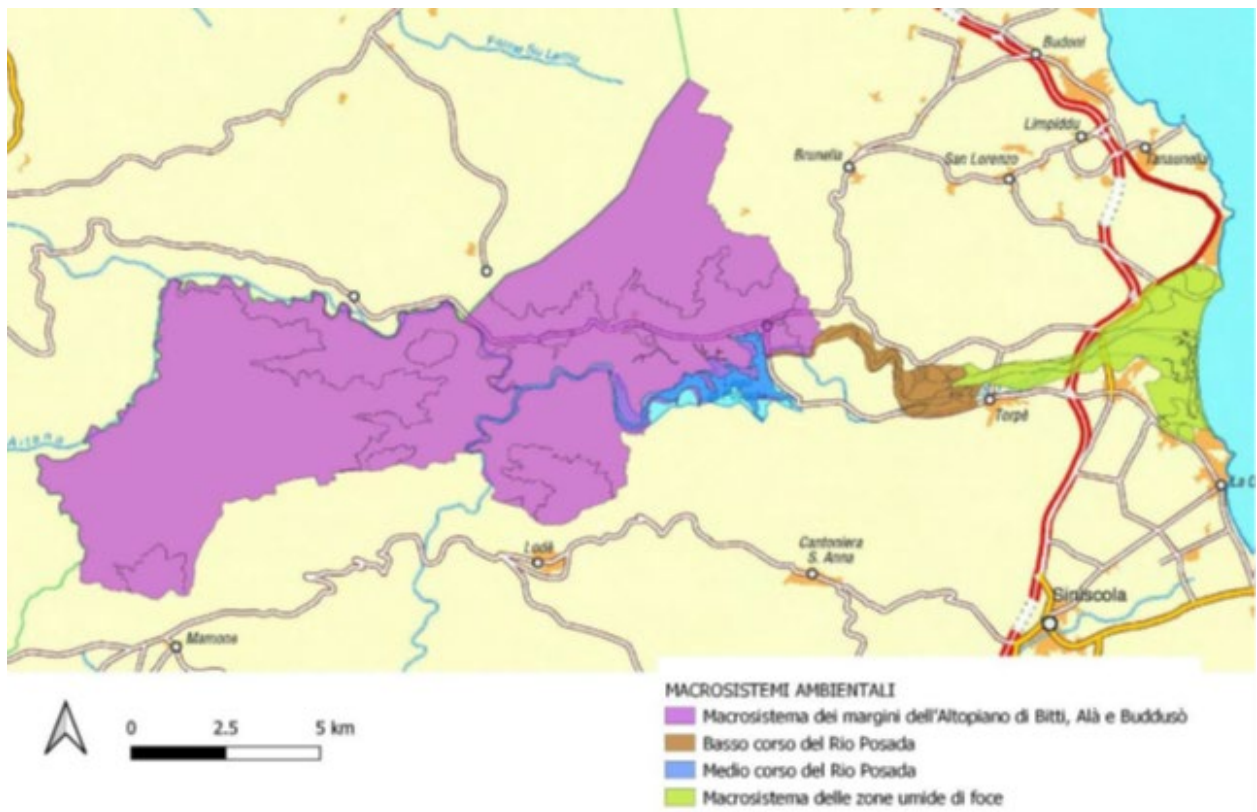 Budoni
Limpiddu
Tanaunella
Brunella
San Lorenzo
Torpè
Lodè
Cantoniera
S. Anna
Siniscola
Mamone
0 2.5 5 km
MACROSISTEMI AMBIENTALI
Macrosistema dei margini dell'Altopiano di Bitti, Alà e Buddusò
Basso corso del Rio Posada
Medio corso del Rio Posada
Macrosistema delle zone umide di foce